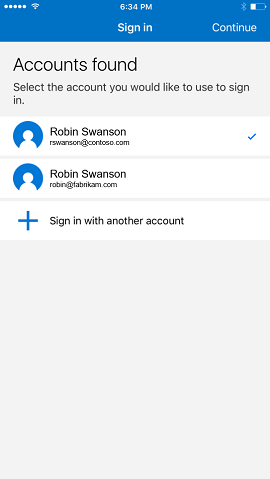 6:34 PM
Sign in
Continue
Accounts found
Select the account you would like to use to sign
in.
Robin Swanson
rswanson@contoso.com
Robin Swanson
robin@fabrikam.com
Sign in with another account